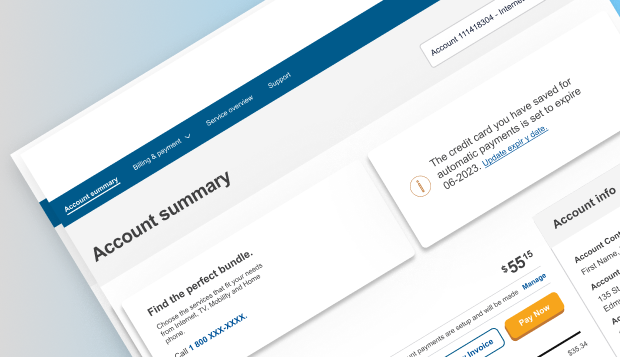 Account 111418304 - Interne
Account summary
Billing & payment
Service overview
Support
Account summary
The credit card you have saved for
automatic payments is set to expire
06-2023. Update expir y date.
Find the perfect bundle.
Choose the services that fit your needs
from Internet, TV, Mobility and Home
phone.
Call 1 800 XXX-XXXX.
$55.15
payments are setup and will be made
Manage
Invoice
Pay Now
$35.34
Account info
Account Cont
First Name,
Account
135 St
Edm